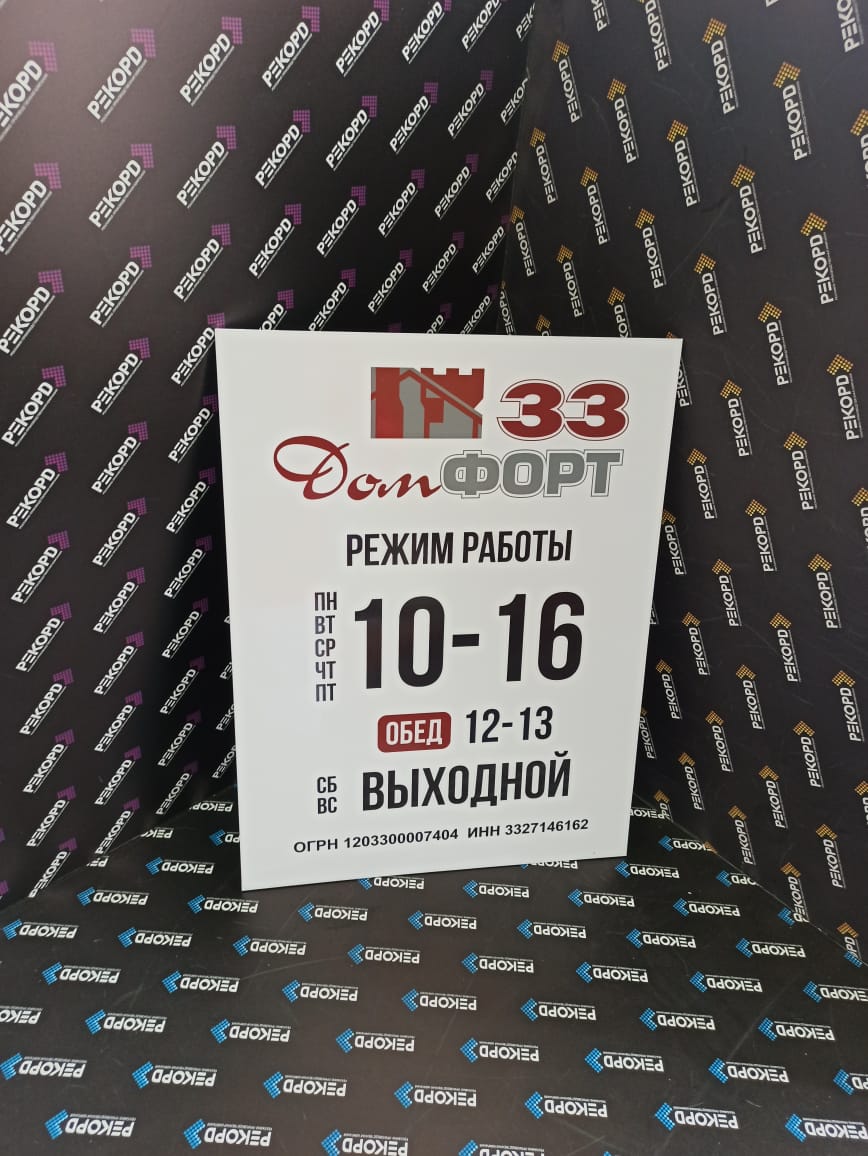 33
ДомФОРТ
РЕЖИМ РАБОТЫ
ПН
ВТ
СР
ЧТ
ПТ
10-16
ОБЕД 12-13
СБ
ВС
ВЫХОДНОЙ
ОГРН 1203300007404 ИНН 3327146162
РЕКОРД